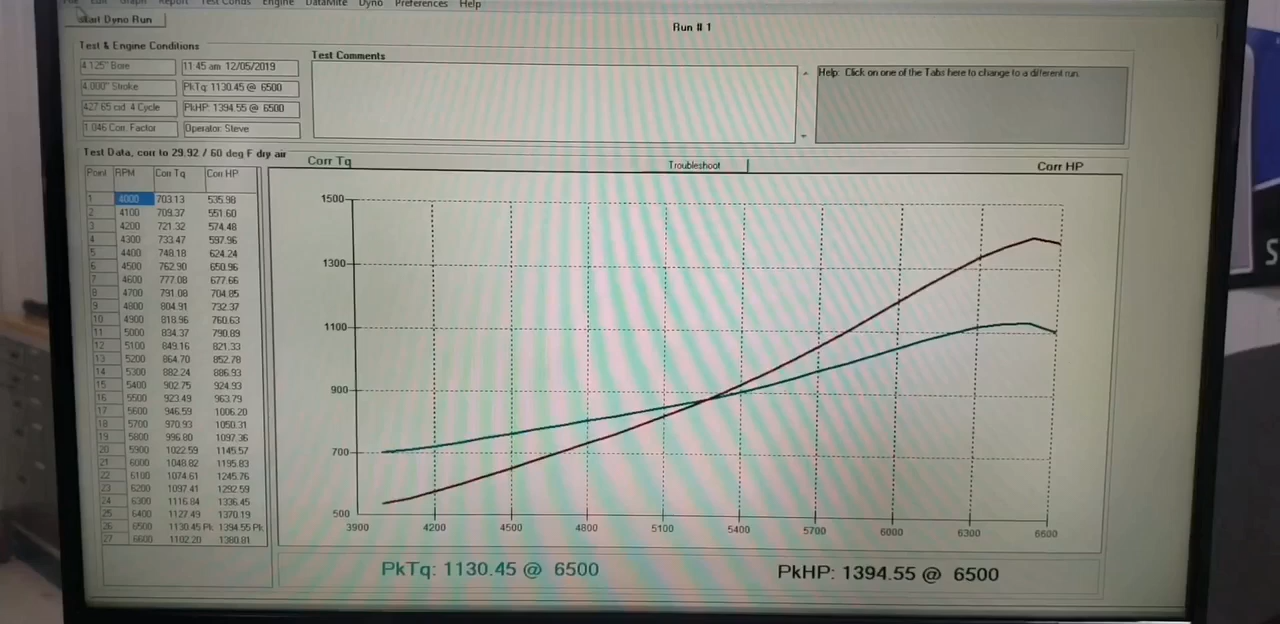 File Edit Graph Report Test Conds Engine DataMite Dyno Preferences Help
Start Dyno Run
Run # 1
Test & Engine Conditions
4.125" Bore 11:45 am 12/05/2019
4.000" Stroke PkTq: 1130.45 @ 6500
427.65 cid 4 Cycle PkHP: 1394.55 @ 6500
1.046 Corr. Factor Operator: Steve
Test Comments
Help: Click on one of the Tabs here to change to a different run.
Test Data, corr to 29.92 / 60 deg F dry air
Point RPM Corr Tq Corr HP
1 4000 703.13 535.98
2 4100 709.37 551.60
3 4200 721.32 574.48
4 4300 733.47 597.96
5 4400 748.18 624.24
6 4500 762.90 650.96
7 4600 777.08 677.66
8 4700 791.08 704.85
9 4800 804.91 732.37
10 4900 818.96 760.63
11 5000 834.37 790.89
12 5100 849.16 821.33
13 5200 864.70 852.78
14 5300 882.24 886.93
15 5400 902.75 924.93
16 5500 923.49 963.79
17 5600 946.59 1006.20
18 5700 970.93 1050.31
19 5800 996.80 1097.36
20 5900 1022.59 1145.57
21 6000 1048.82 1195.83
22 6100 1074.61 1245.76
23 6200 1097.41 1292.59
24 6300 1116.84 1336.45
25 6400 1127.49 1370.19
26 6500 1130.45 Pk 1394.55 Pk
27 6600 1102.20 1380.81
Corr Tq Troubleshoot Corr HP
1500
1300
1100
900
700
500
3900 4200 4500 4800 5100 5400 5700 6000 6300 6600
PkTq: 1130.45 @ 6500 PkHP: 1394.55 @ 6500
S